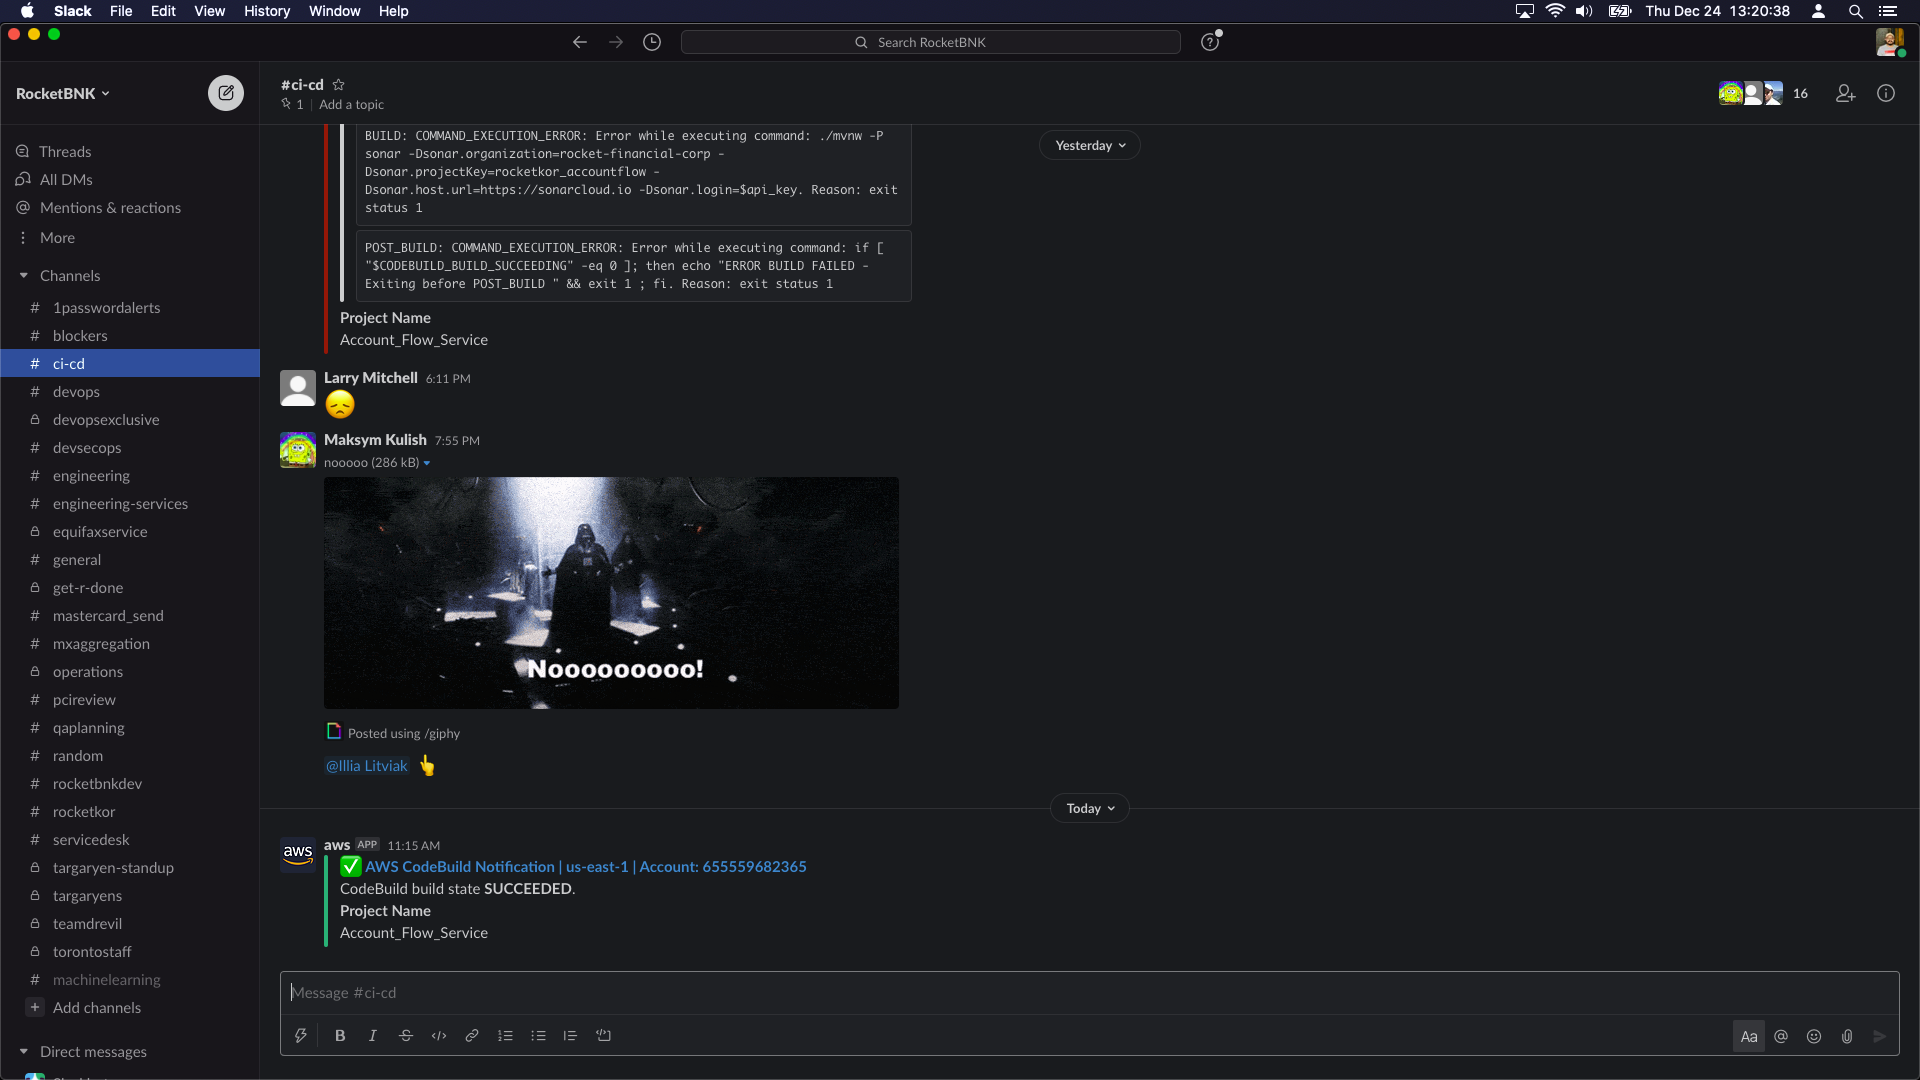 Slack File Edit View History Window Help
Thu Dec 24 13:20:38
Search RocketBNK
RocketBNK
Threads
All DMs
Mentions & reactions
More
Channels
# 1passwordalerts
# blockers
# ci-cd
# devops
devopsexclusive
# devsecops
# engineering
# engineering-services
equifaxservice
# general
get-r-done
# mastercard_send
# mxaggregation
operations
# pcireview
# qaplanning
# random
# rocketbnkdev
# rocketkor
# servicedesk
targaryen-standup
targaryens
teamdrevil
torontostaff
# machinelearning
+ Add channels
Direct messages
#ci-cd
1 | Add a topic
16
Yesterday
BUILD: COMMAND_EXECUTION_ERROR: Error while executing command: ./mvnw -P
sonar -Dsonar.organization=rocket-financial-corp -
Dsonar.projectKey=rocketkor_accountflow -
Dsonar.host.url=https://sonarcloud.io -Dsonar.login=$api_key. Reason: exit
status 1
POST_BUILD: COMMAND_EXECUTION_ERROR: Error while executing command: if [
"$CODEBUILD_BUILD_SUCCEEDING" -eq 0 ]; then echo "ERROR BUILD FAILED -
Exiting before POST_BUILD " && exit 1 ; fi. Reason: exit status 1
Project Name
Account_Flow_Service
Larry Mitchell 6:11 PM
😞
Maksym Kulish 7:55 PM
nooooo (286 kB)
Nooooooooo!
Posted using /giphy
@Illia Litviak 👆
Today
aws
aws APP 11:15 AM
✅ AWS CodeBuild Notification | us-east-1 | Account: 655559682365
CodeBuild build state SUCCEEDED.
Project Name
Account_Flow_Service
Message #ci-cd
B I S
Aa @